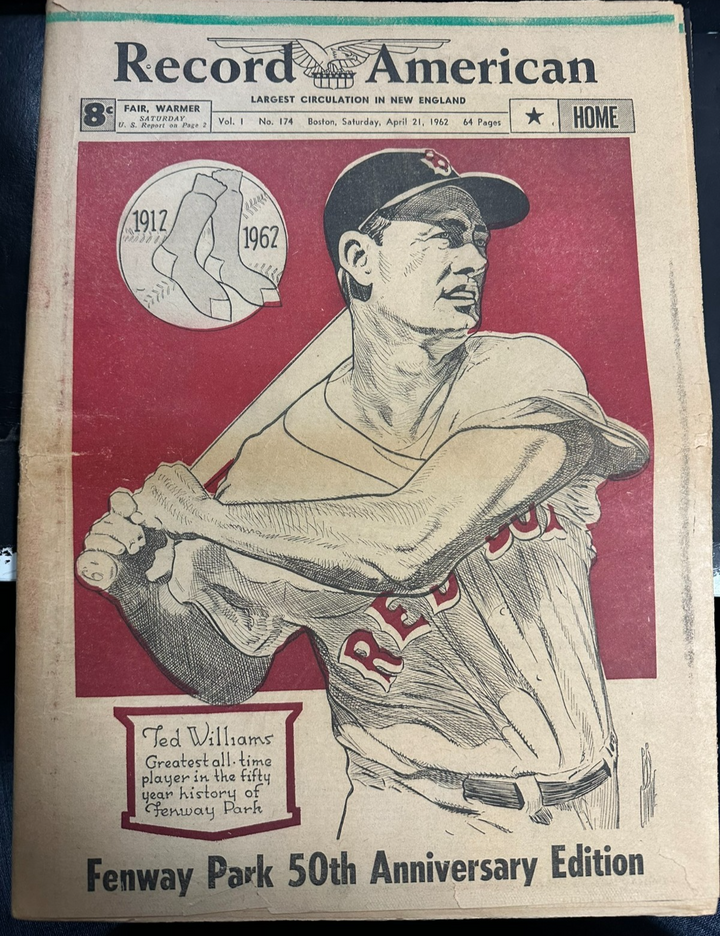 Record American
LARGEST CIRCULATION IN NEW ENGLAND
8c
FAIR, WARMER
SATURDAY
U. S. Report on Page 2
Vol. 1 No. 174 Boston, Saturday, April 21, 1962 64 Pages
★
HOME
1912
1962
B
RED SOX
Ted Williams
Greatest all-time
player in the fifty
year history of
Fenway Park
Fenway Park 50th Anniversary Edition